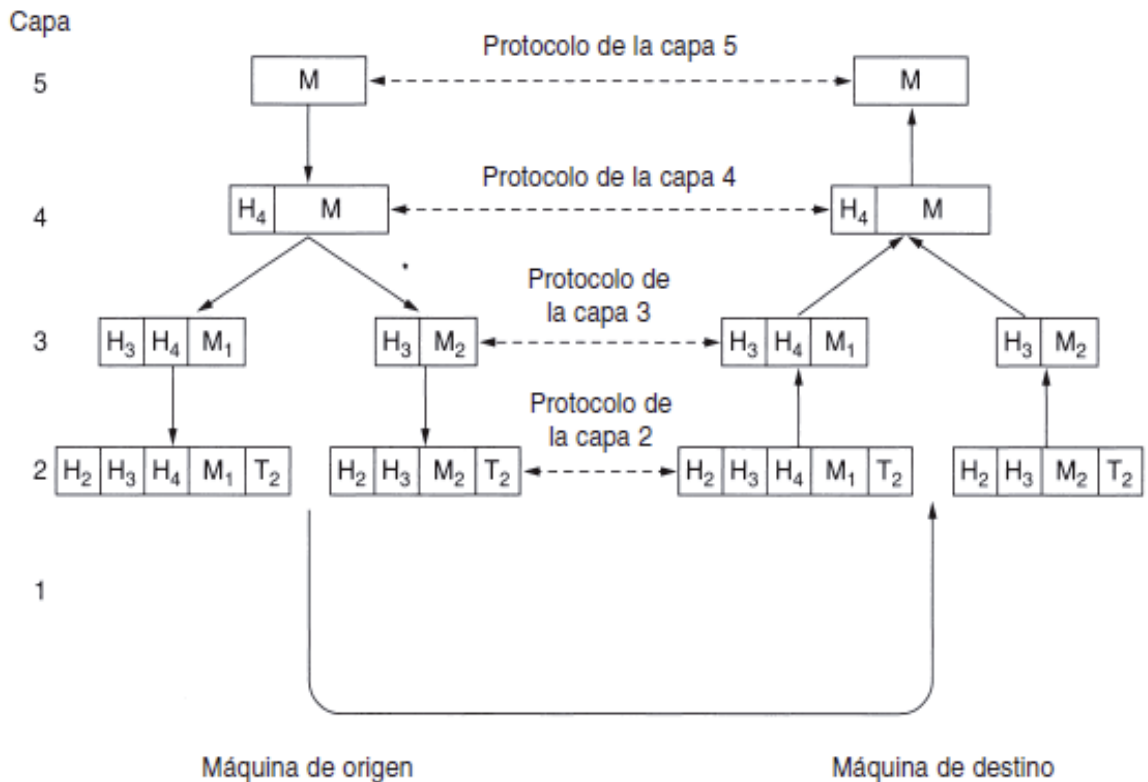 Capa
Protocolo de la capa 5
5 M M
Protocolo de la capa 4
4 H₄ M H₄ M
Protocolo de
la capa 3
3 H₃ H₄ M₁ H₃ M₂ H₃ H₄ M₁ H₃ M₂
Protocolo de
la capa 2
2 H₂ H₃ H₄ M₁ T₂ H₂ H₃ M₂ T₂ H₂ H₃ H₄ M₁ T₂ H₂ H₃ M₂ T₂
1
Máquina de origen Máquina de destino